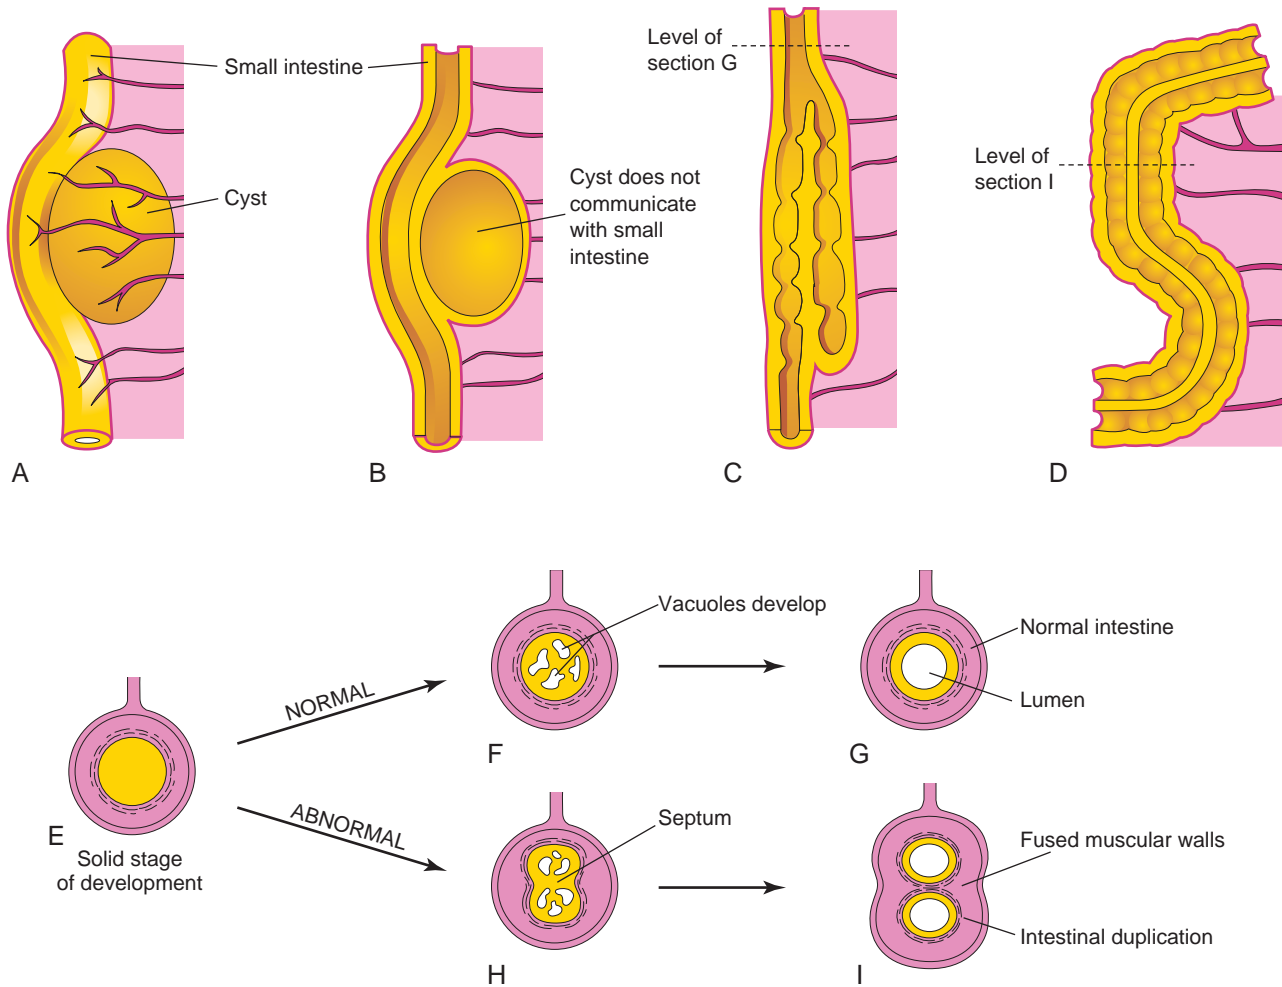 Small intestine
Cyst
A
Cyst does not
communicate
with small
intestine
B
Level of
section G
C
Level of
section I
D
E
Solid stage
of development
NORMAL
ABNORMAL
Vacuoles develop
F
Normal intestine
Lumen
G
Septum
H
Fused muscular walls
Intestinal duplication
I